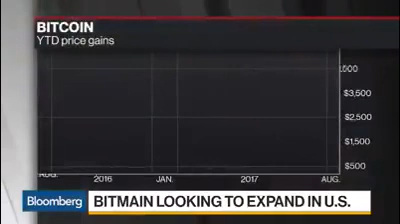 BITCOIN
YTD price gains
$3,500
$2,500
$1,500
$500
AUG.
2016
JAN.
2017
AUG.
Bloomberg
BITMAIN LOOKING TO EXPAND IN U.S.